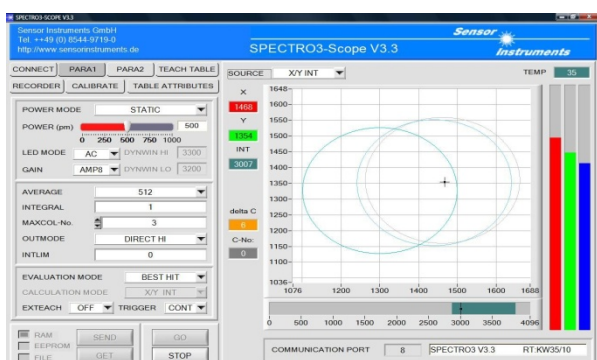 SPECTRO3-SCOPE V3.3
Sensor Instruments GmbH
Tel. ++49 (0) 8544-9719-0
http://www.sensorinstruments.de
SPECTRO3-Scope V3.3
Sensor Instruments
CONNECT PARA1 PARA2 TEACH TABLE
RECORDER CALIBRATE TABLE ATTRIBUTES
POWER MODE STATIC
POWER (pm) 500
0 250 500 750 1000
LED MODE AC DYNWIN HI 3300
GAIN AMP8 DYNWIN LO 3200
AVERAGE 512
INTEGRAL 1
MAXCOL-No. 3
OUTMODE DIRECT HI
INTLIM 0
EVALUATION MODE BEST HIT
CALCULATION MODE X/Y INT
EXTEACH OFF TRIGGER CONT
RAM
EEPROM
FILE
SEND GO
GET STOP
SOURCE X/Y INT TEMP 35
X
1468
Y
1354
INT
3007
delta C
6
C-No:
0
1648
1600
1550
1500
1450
1400
1350
1300
1250
1200
1150
1100
1036
1076 1200 1300 1400 1500 1600 1688
0 500 1000 1500 2000 2500 3000 3500 4096
COMMUNICATION PORT 8 SPECTRO3 V3.3 RT:KW35/10